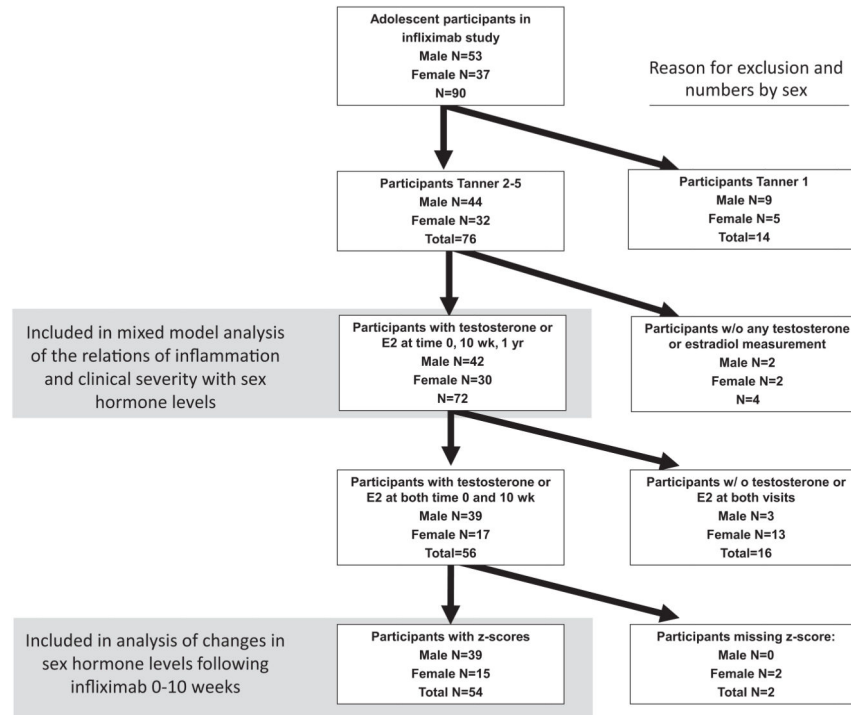 Adolescent participants in
infliximab study
Male N=53
Female N=37
N=90
Reason for exclusion and
numbers by sex
Participants Tanner 2-5
Male N=44
Female N=32
Total=76
Participants Tanner 1
Male N=9
Female N=5
Total=14
Included in mixed model analysis
of the relations of inflammation
and clinical severity with sex
hormone levels
Participants with testosterone or
E2 at time 0, 10 wk, 1 yr
Male N=42
Female N=30
N=72
Participants w/o any testosterone
or estradiol measurement
Male N=2
Female N=2
N=4
Participants with testosterone or
E2 at both time 0 and 10 wk
Male N=39
Female N=17
Total=56
Participants w/ o testosterone or
E2 at both visits
Male N=3
Female N=13
Total=16
Included in analysis of changes in
sex hormone levels following
infliximab 0-10 weeks
Participants with z-scores
Male N=39
Female N=15
Total N=54
Participants missing z-score:
Male N=0
Female N=2
Total N=2